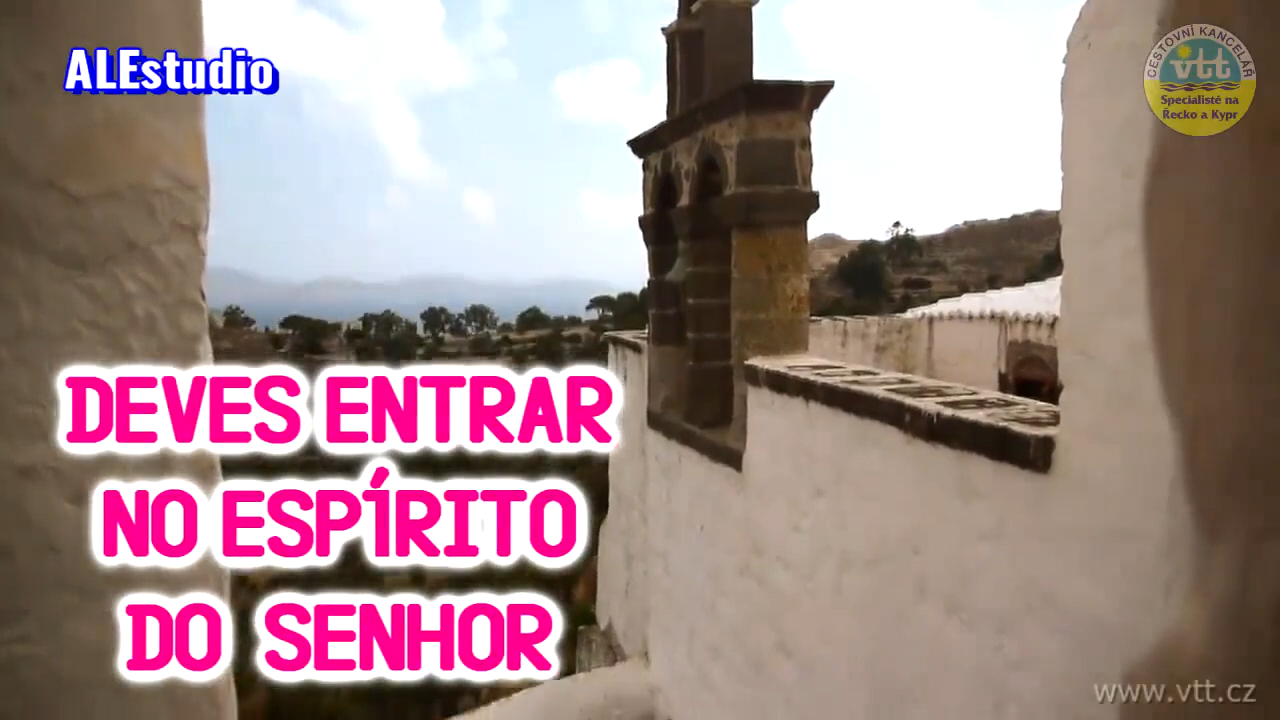 ALEstudio
CESTOVNÍ KANCELÁŘ
vtt
Specialisté na
Řecko a Kypr
DEVES ENTRAR
NO ESPÍRITO
DO SENHOR
www.vtt.cz